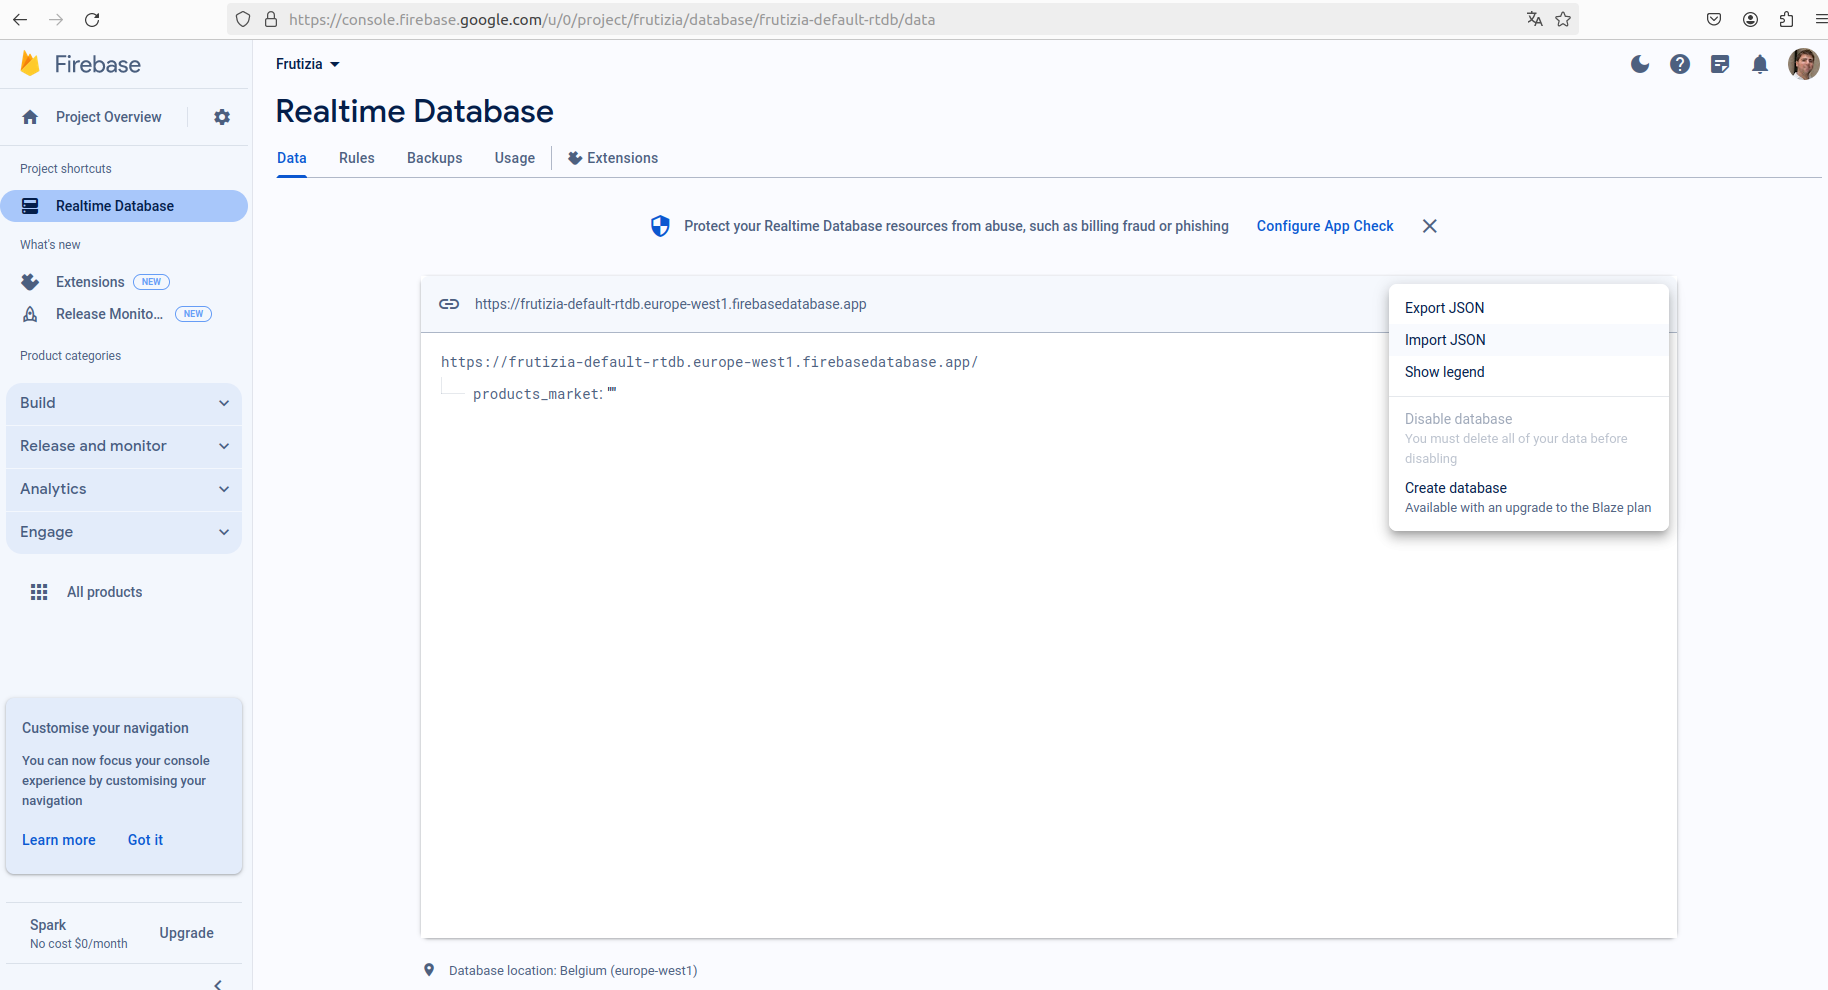 https://console.firebase.google.com/u/0/project/frutizia/database/frutizia-default-rtdb/data
Firebase
Frutizia
Project Overview
Realtime Database
Data
Rules
Backups
Usage
Extensions
Project shortcuts
Realtime Database
What's new
Extensions NEW
Release Monito... NEW
Product categories
Build
Release and monitor
Analytics
Engage
All products
Customise your navigation
You can now focus your console
experience by customising your
navigation
Learn more Got it
Spark
No cost $0/month
Upgrade
Protect your Realtime Database resources from abuse, such as billing fraud or phishing Configure App Check
https://frutizia-default-rtdb.europe-west1.firebasedatabase.app
https://frutizia-default-rtdb.europe-west1.firebasedatabase.app/
products_market: ""
Export JSON
Import JSON
Show legend
Disable database
You must delete all of your data before
disabling
Create database
Available with an upgrade to the Blaze plan
Database location: Belgium (europe-west1)